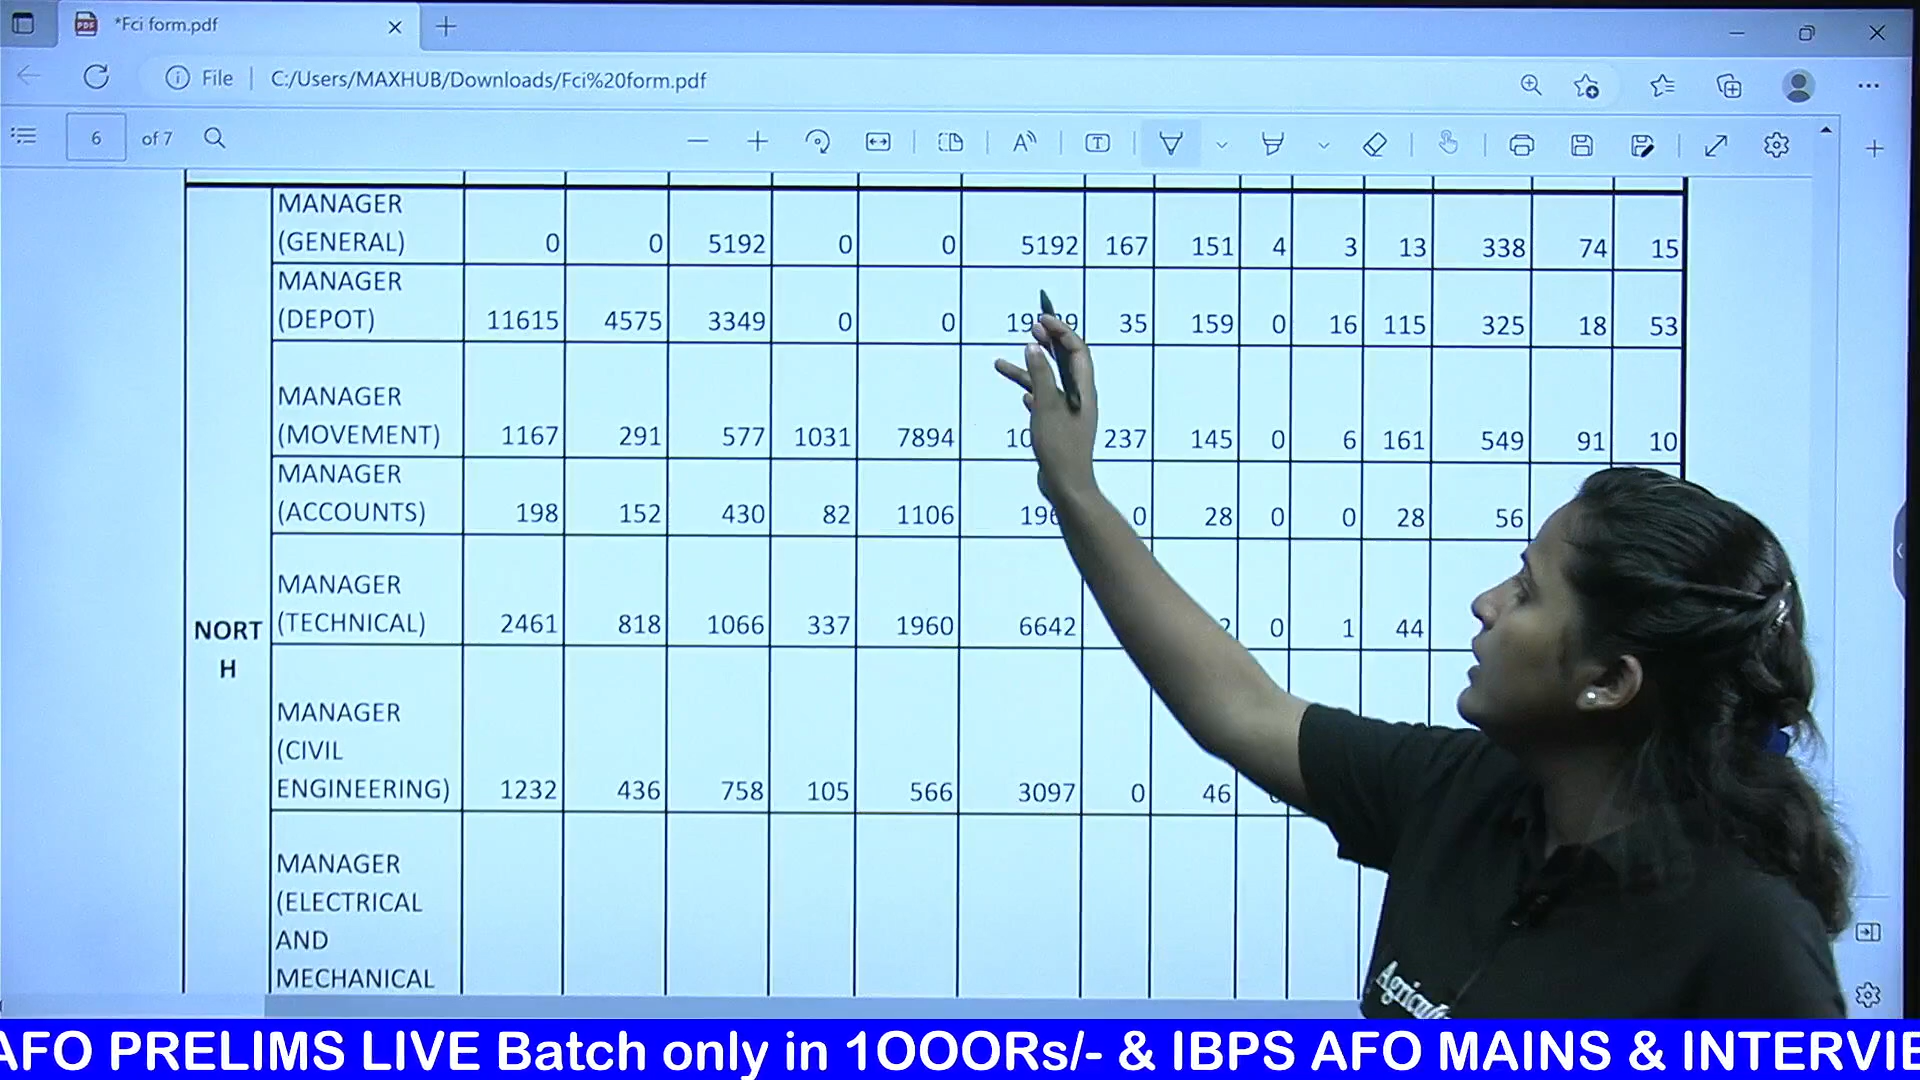 *Fci form.pdf
File
C:/Users/MAXHUB/Downloads/Fci%20form.pdf
6 of 7
MANAGER
(GENERAL) 0 0 5192 0 0 5192 167 151 4 3 13 338 74 15
MANAGER
(DEPOT) 11615 4575 3349 0 0 35 159 0 16 115 325 18 53
MANAGER
(MOVEMENT) 1167 291 577 1031 7894 237 145 0 6 161 549 91 10
MANAGER
(ACCOUNTS) 198 152 430 82 1106 0 28 0 0 28 56
MANAGER
(TECHNICAL) 2461 818 1066 337 1960 6642 0 1 44
NORT
H
MANAGER
(CIVIL
ENGINEERING) 1232 436 758 105 566 3097 0 46
MANAGER
(ELECTRICAL
AND
MECHANICAL
AFO PRELIMS LIVE Batch only in 1OOORs/- & IBPS AFO MAINS &